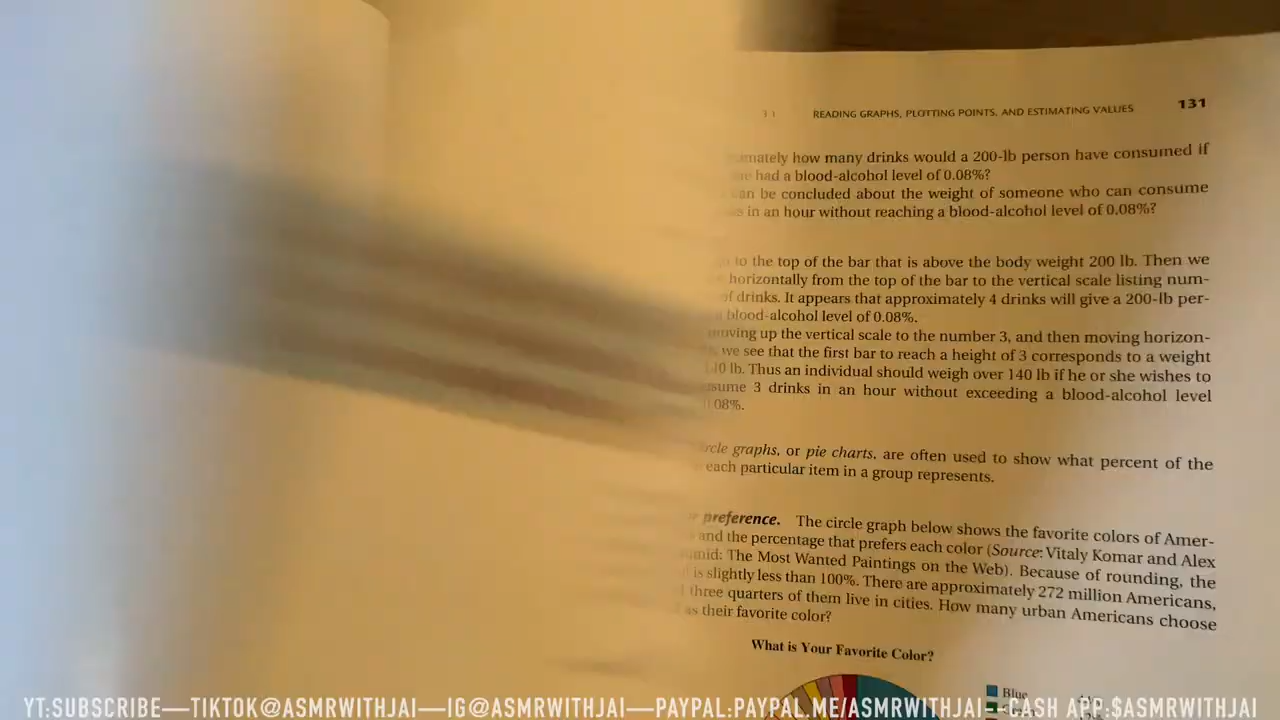 READING GRAPHS, PLOTTING POINTS, AND ESTIMATING VALUES 131
how many drinks would a 200-lb person have consumed if
had a blood-alcohol level of 0.08%?
can be concluded about the weight of someone who can consume
in an hour without reaching a blood-alcohol level of 0.08%?
to the top of the bar that is above the body weight 200 lb. Then we
horizontally from the top of the bar to the vertical scale listing num-
of drinks. It appears that approximately 4 drinks will give a 200-lb per-
blood-alcohol level of 0.08%.
moving up the vertical scale to the number 3, and then moving horizon-
we see that the first bar to reach a height of 3 corresponds to a weight
lb. Thus an individual should weigh over 140 lb if he or she wishes to
3 drinks in an hour without exceeding a blood-alcohol level
0.08%.
graphs, or pie charts, are often used to show what percent of the
each particular item in a group represents.
preference. The circle graph below shows the favorite colors of Amer-
and the percentage that prefers each color (Source: Vitaly Komar and Alex
The Most Wanted Paintings on the Web). Because of rounding, the
is slightly less than 100%. There are approximately 272 million Americans,
three quarters of them live in cities. How many urban Americans choose
as their favorite color?
What is Your Favorite Color?
Blue
YT:SUBSCRIBE—TIKTOK@ASMRWITHJAI—IG@ASMRWITHJAI—PAYPAL:PAYPAL.ME/ASMRWITHJAI--CASH APP:$ASMRWITHJAI